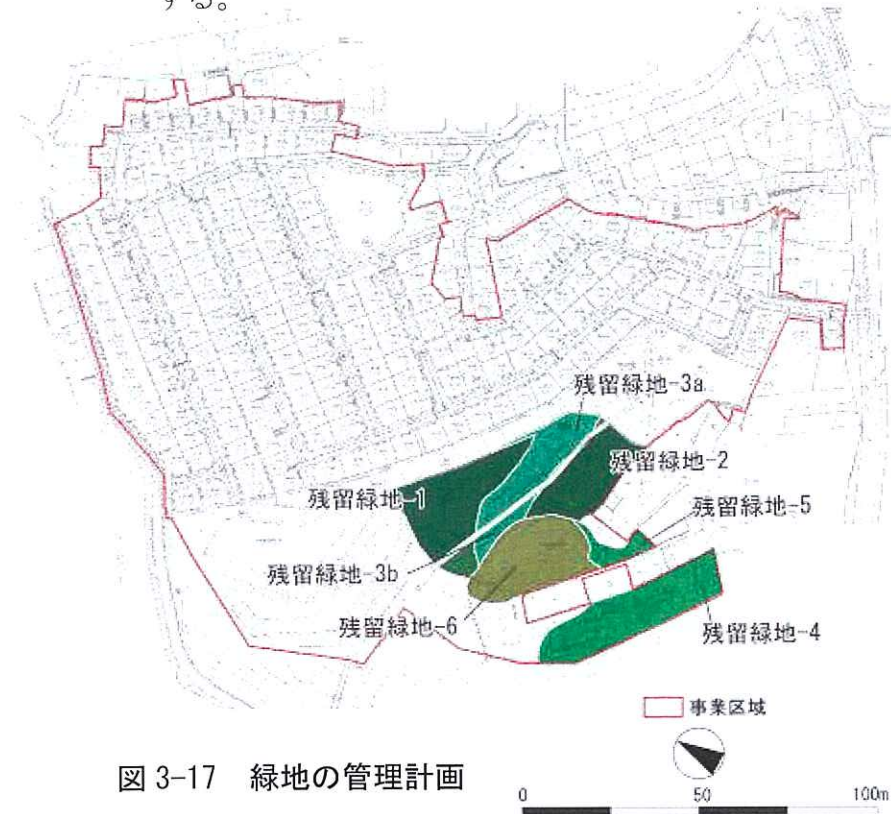 する。
残留緑地-3a
残留緑地-2
残留緑地-1
残留緑地-5
残留緑地-3b
残留緑地-6
残留緑地-4
事業区域
図 3-17 緑地の管理計画
0 50 100m